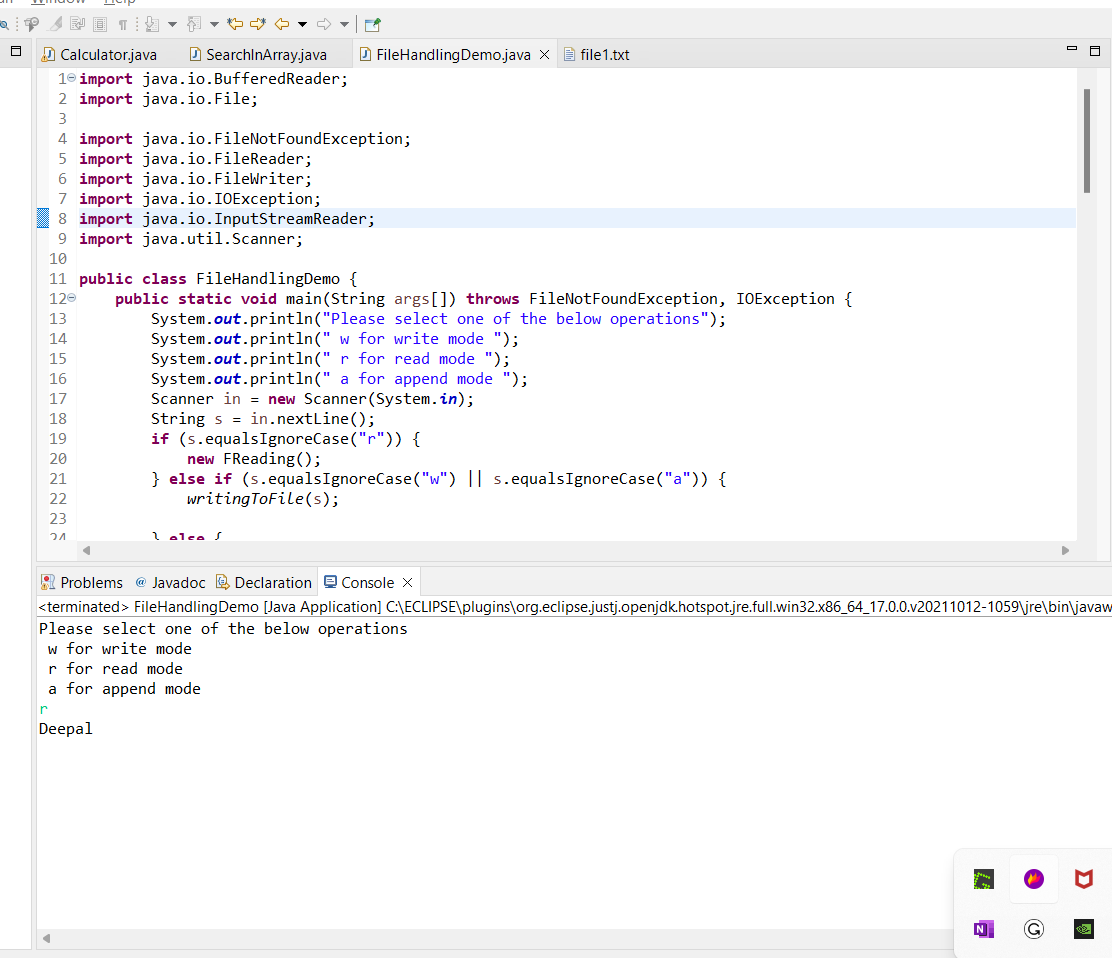 Window Help
Calculator.java SearchInArray.java FileHandlingDemo.java file1.txt
1 import java.io.BufferedReader;
2 import java.io.File;
3
4 import java.io.FileNotFoundException;
5 import java.io.FileReader;
6 import java.io.FileWriter;
7 import java.io.IOException;
8 import java.io.InputStreamReader;
9 import java.util.Scanner;
10
11 public class FileHandlingDemo {
12 public static void main(String args[]) throws FileNotFoundException, IOException {
13 System.out.println("Please select one of the below operations");
14 System.out.println(" w for write mode ");
15 System.out.println(" r for read mode ");
16 System.out.println(" a for append mode ");
17 Scanner in = new Scanner(System.in);
18 String s = in.nextLine();
19 if (s.equalsIgnoreCase("r")) {
20 new FReading();
21 } else if (s.equalsIgnoreCase("w") || s.equalsIgnoreCase("a")) {
22 writingToFile(s);
23
24 } else {
Problems @ Javadoc Declaration Console
<terminated> FileHandlingDemo [Java Application] C:\ECLIPSE\plugins\org.eclipse.justj.openjdk.hotspot.jre.full.win32.x86_64_17.0.0.v20211012-1059\jre\bin\javaw
Please select one of the below operations
w for write mode
r for read mode
a for append mode
r
Deepal